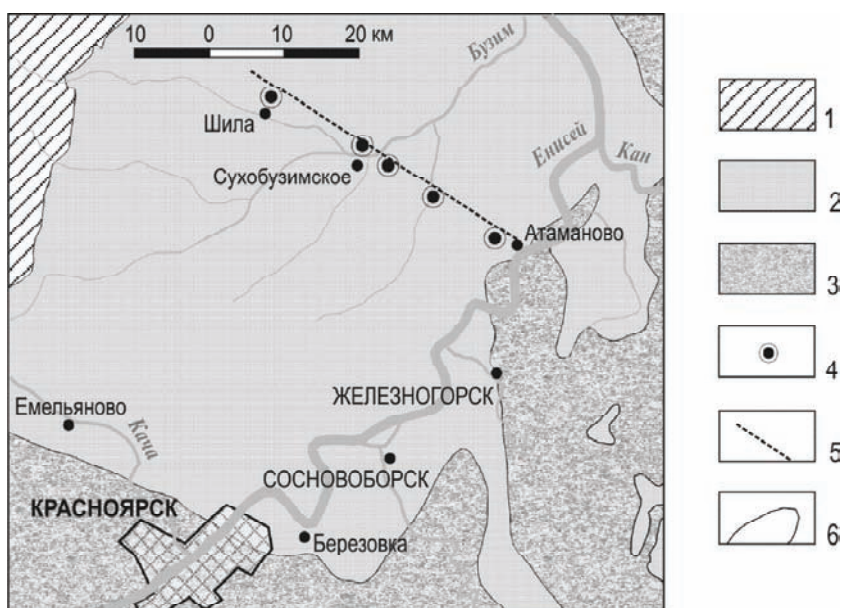 10 0 10 20 км
Бузим
Шила
Енисей
Кан
Сухобузимское
Атаманово
ЖЕЛЕЗНОГОРСК
Емельяново
Кача
СОСНОВОБОРСК
КРАСНОЯРСК
Березовка
1
2
3
4
5
6